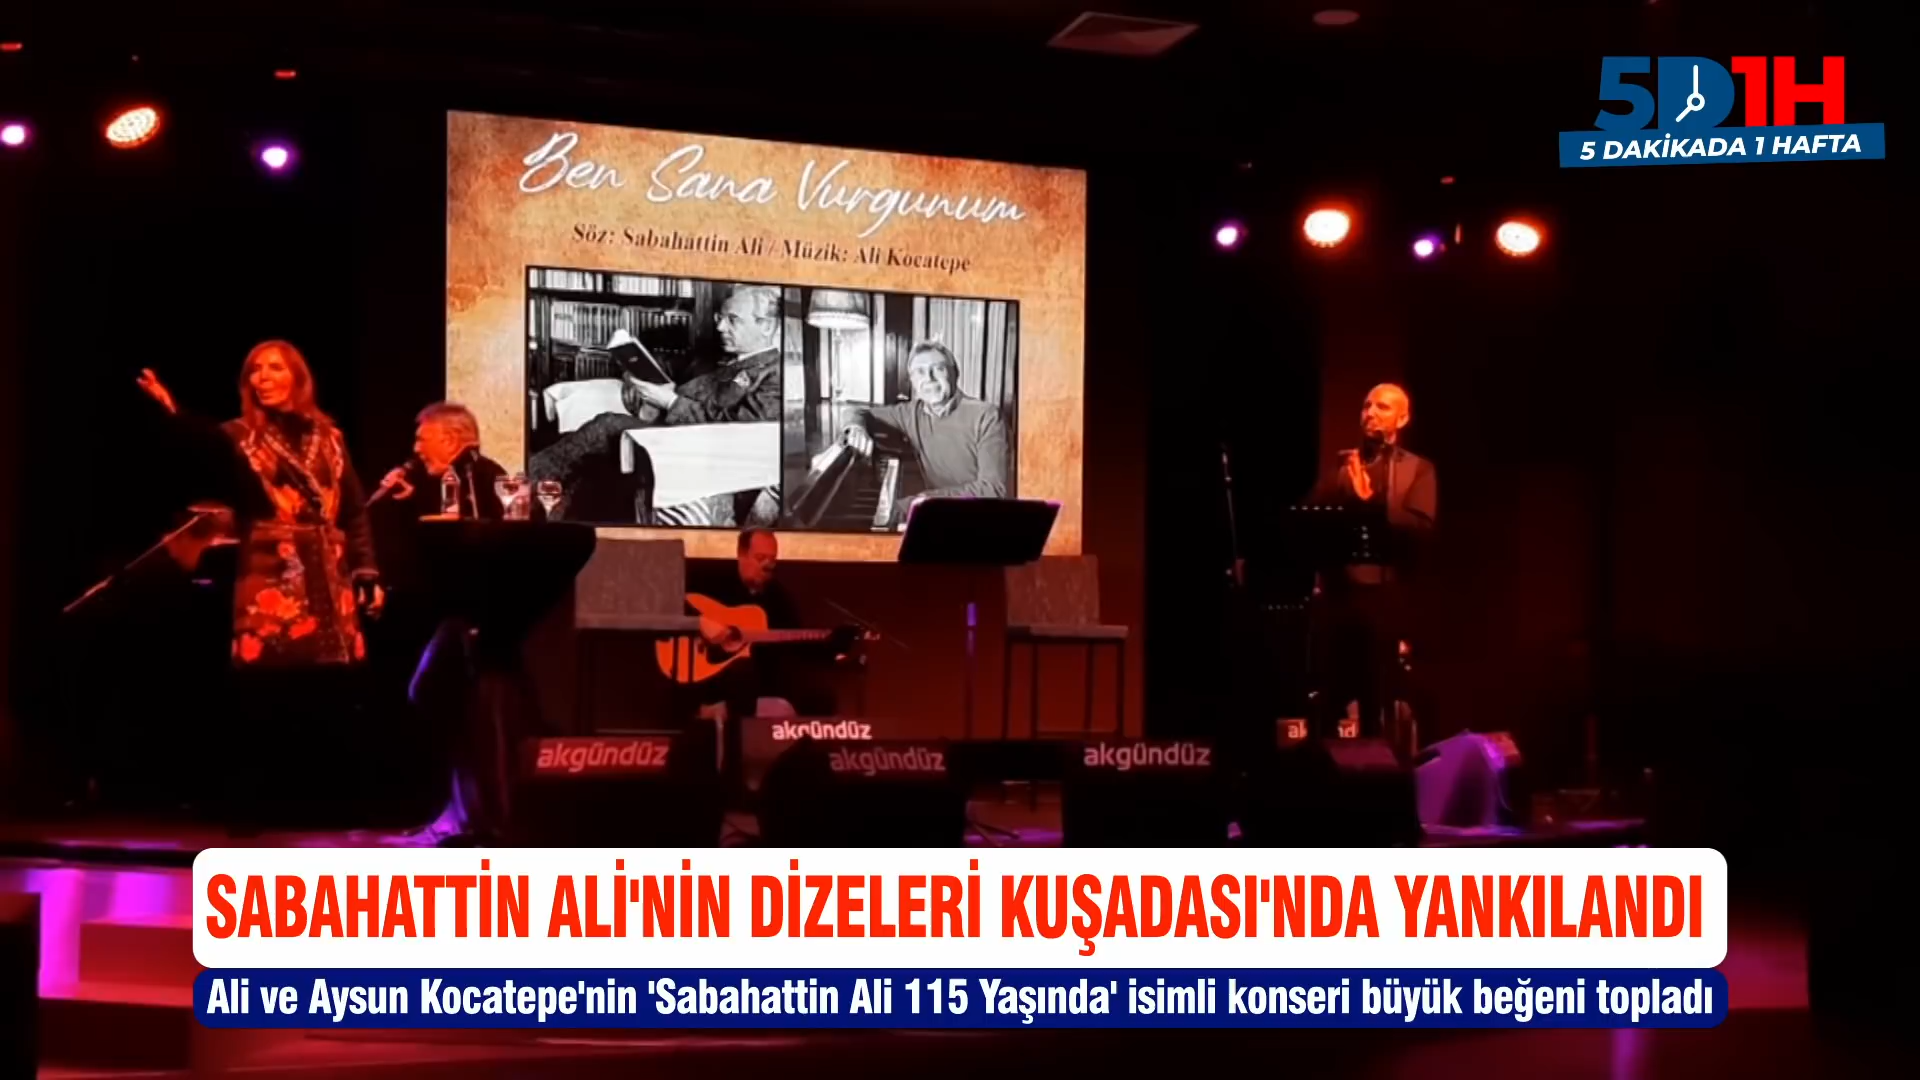 5D1H
5 DAKİKADA 1 HAFTA
Ben Sana Vurgunum
Söz: Sabahattin Ali / Müzik: Ali Kocatepe
akgündüz
akgündüz
akgündüz
akgündüz
SABAHATTİN ALİ'NİN DİZELERİ KUŞADASI'NDA YANKILANDI
Ali ve Aysun Kocatepe'nin 'Sabahattin Ali 115 Yaşında' isimli konseri büyük beğeni topladı